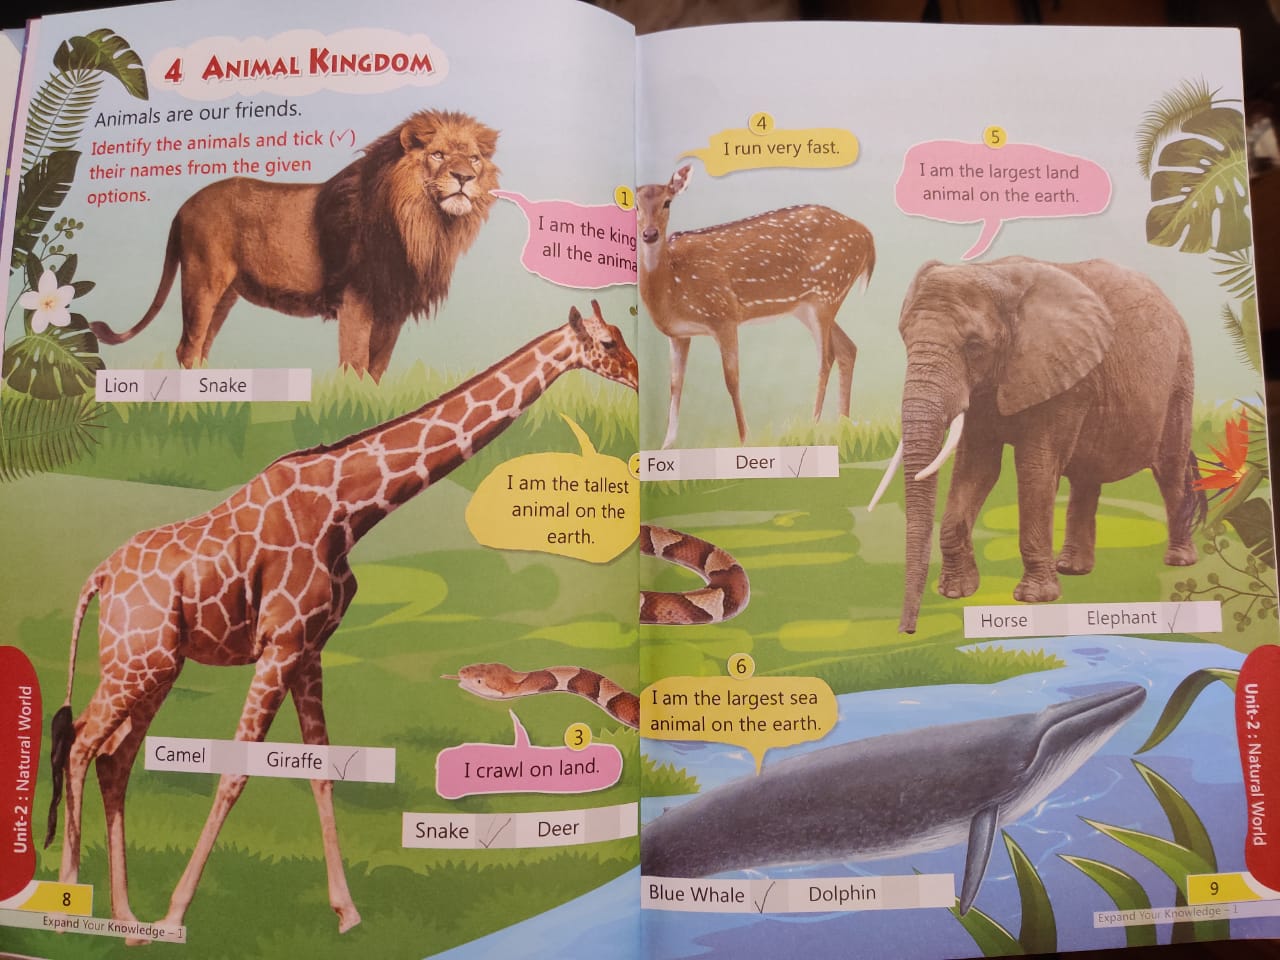 4 ANIMAL KINGDOM
Animals are our friends.
Identify the animals and tick (✓)
their names from the given
options.
1
I am the king
all the anima
Lion ✓ Snake
2
I am the tallest
animal on the
earth.
Camel Giraffe ✓
3
I crawl on land.
Snake ✓ Deer
Unit-2 : Natural World
8
Expand Your Knowledge – 1
4
I run very fast.
Fox Deer ✓
5
I am the largest land
animal on the earth.
Horse Elephant ✓
6
I am the largest sea
animal on the earth.
Blue Whale ✓ Dolphin
Unit-2 : Natural World
9
Expand Your Knowledge – 1